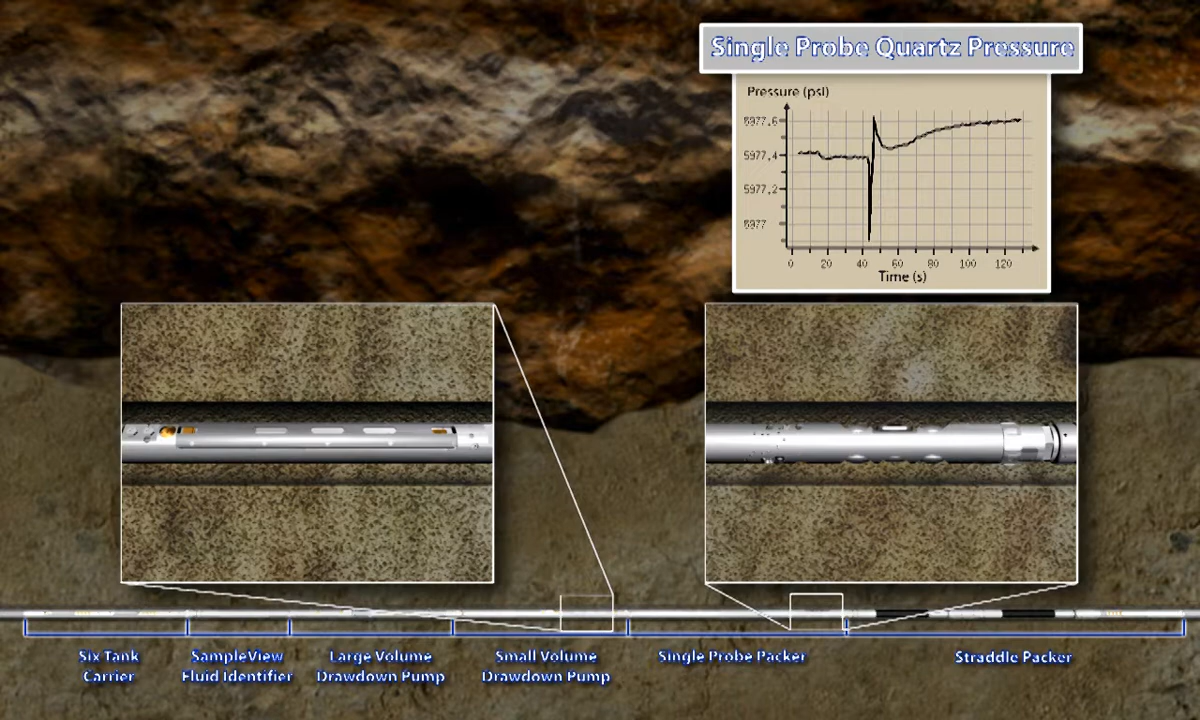 Single Probe Quartz Pressure
Pressure (psi)
5977.6
5977.4
5977.2
5977
0 20 40 60 80 100 120
Time (s)
Six Tank
Carrier
SampleView
Fluid Identifier
Large Volume
Drawdown Pump
Small Volume
Drawdown Pump
Single Probe Packer
Straddle Packer